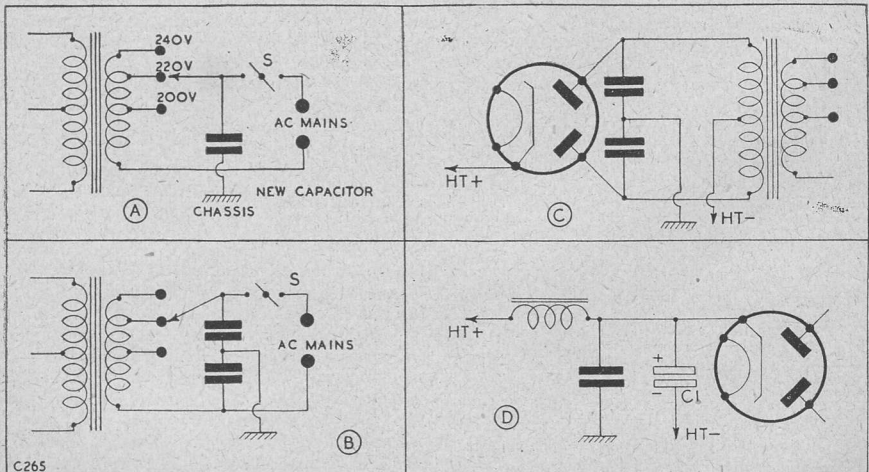 240V
220V
200V
S
AC MAINS
NEW CAPACITOR
CHASSIS
A
HT+
C
HT-
S
AC MAINS
B
C265
HT+
+
-
C1
D
HT-